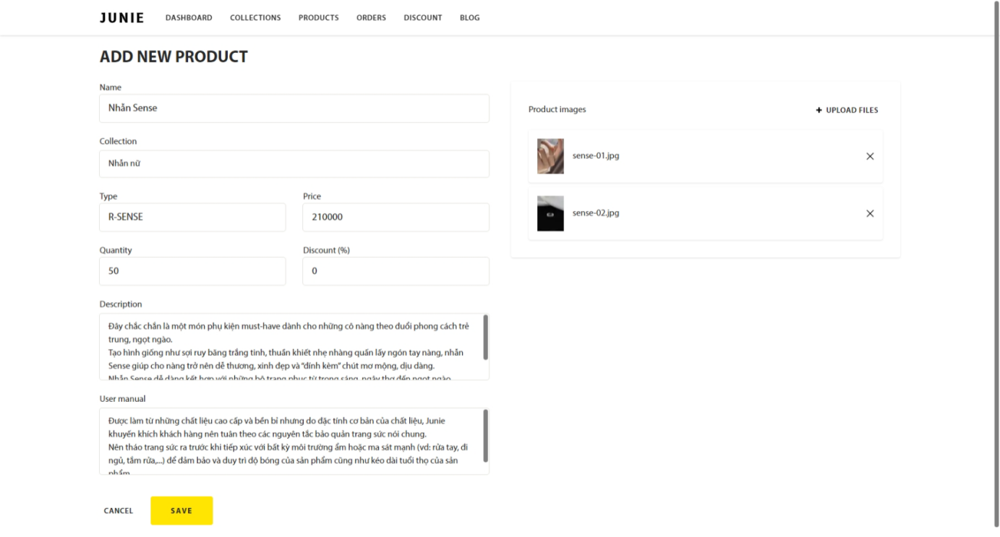 JUNIE DASHBOARD COLLECTIONS PRODUCTS ORDERS DISCOUNT BLOG
ADD NEW PRODUCT
Name
Nhẫn Sense
Collection
Nhẫn nữ
Type Price
R-SENSE 210000
Quantity Discount (%)
50 0
Description
Đây chắc chắn là một món phụ kiện must-have dành cho những cô nàng theo đuổi phong cách trẻ
trung, ngọt ngào.
Tạo hình giống như sợi ruy băng trắng tinh, thuần khiết nhẹ nhàng quấn lấy ngón tay nàng, nhẫn
Sense giúp cho nàng trở nên dễ thương, xinh đẹp và “đính kèm” chút mơ mộng, dịu dàng.
Nhẫn Sense dễ dàng kết hợp với những bộ trang phục từ trong sáng, ngây thơ đến ngọt ngào
User manual
Được làm từ những chất liệu cao cấp và bền bỉ nhưng do đặc tính cơ bản của chất liệu, Junie
khuyến khích khách hàng nên tuân theo các nguyên tắc bảo quản trang sức nói chung.
Nên tháo trang sức ra trước khi tiếp xúc với bất kỳ môi trường ẩm hoặc ma sát mạnh (vd: rửa tay, đi
ngủ, tắm rửa,...) để đảm bảo và duy trì độ bóng của sản phẩm cũng như kéo dài tuổi thọ của sản
phẩm
CANCEL SAVE
Product images + UPLOAD FILES
sense-01.jpg
sense-02.jpg